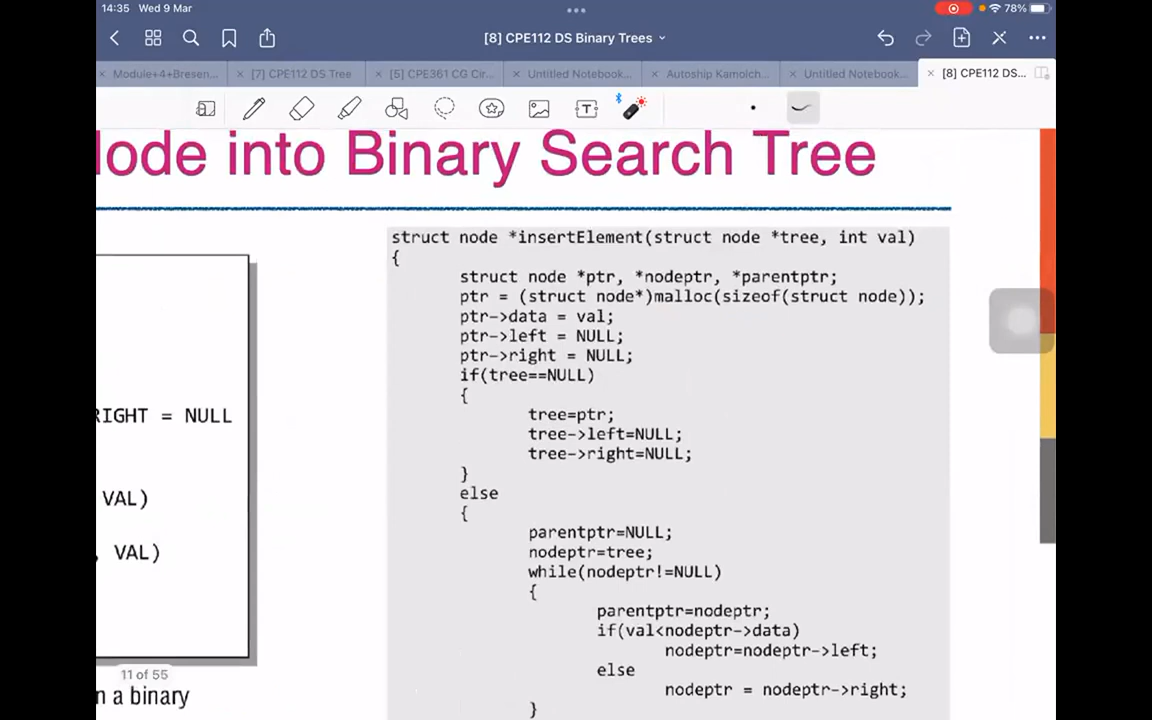 14:35 Wed 9 Mar
78%
[8] CPE112 DS Binary Trees
Module+4+Bresen...
[7] CPE112 DS Tree
[5] CPE361 CG Cir...
Untitled Notebook...
Autoship Kamolch...
Untitled Notebook...
[8] CPE112 DS...
lode into Binary Search Tree
RIGHT = NULL
VAL)
, VAL)
11 of 55
n a binary
struct node *insertElement(struct node *tree, int val)
{
struct node *ptr, *nodeptr, *parentptr;
ptr = (struct node*)malloc(sizeof(struct node));
ptr->data = val;
ptr->left = NULL;
ptr->right = NULL;
if(tree==NULL)
{
tree=ptr;
tree->left=NULL;
tree->right=NULL;
}
else
{
parentptr=NULL;
nodeptr=tree;
while(nodeptr!=NULL)
{
parentptr=nodeptr;
if(val<nodeptr->data)
nodeptr=nodeptr->left;
else
nodeptr = nodeptr->right;
}